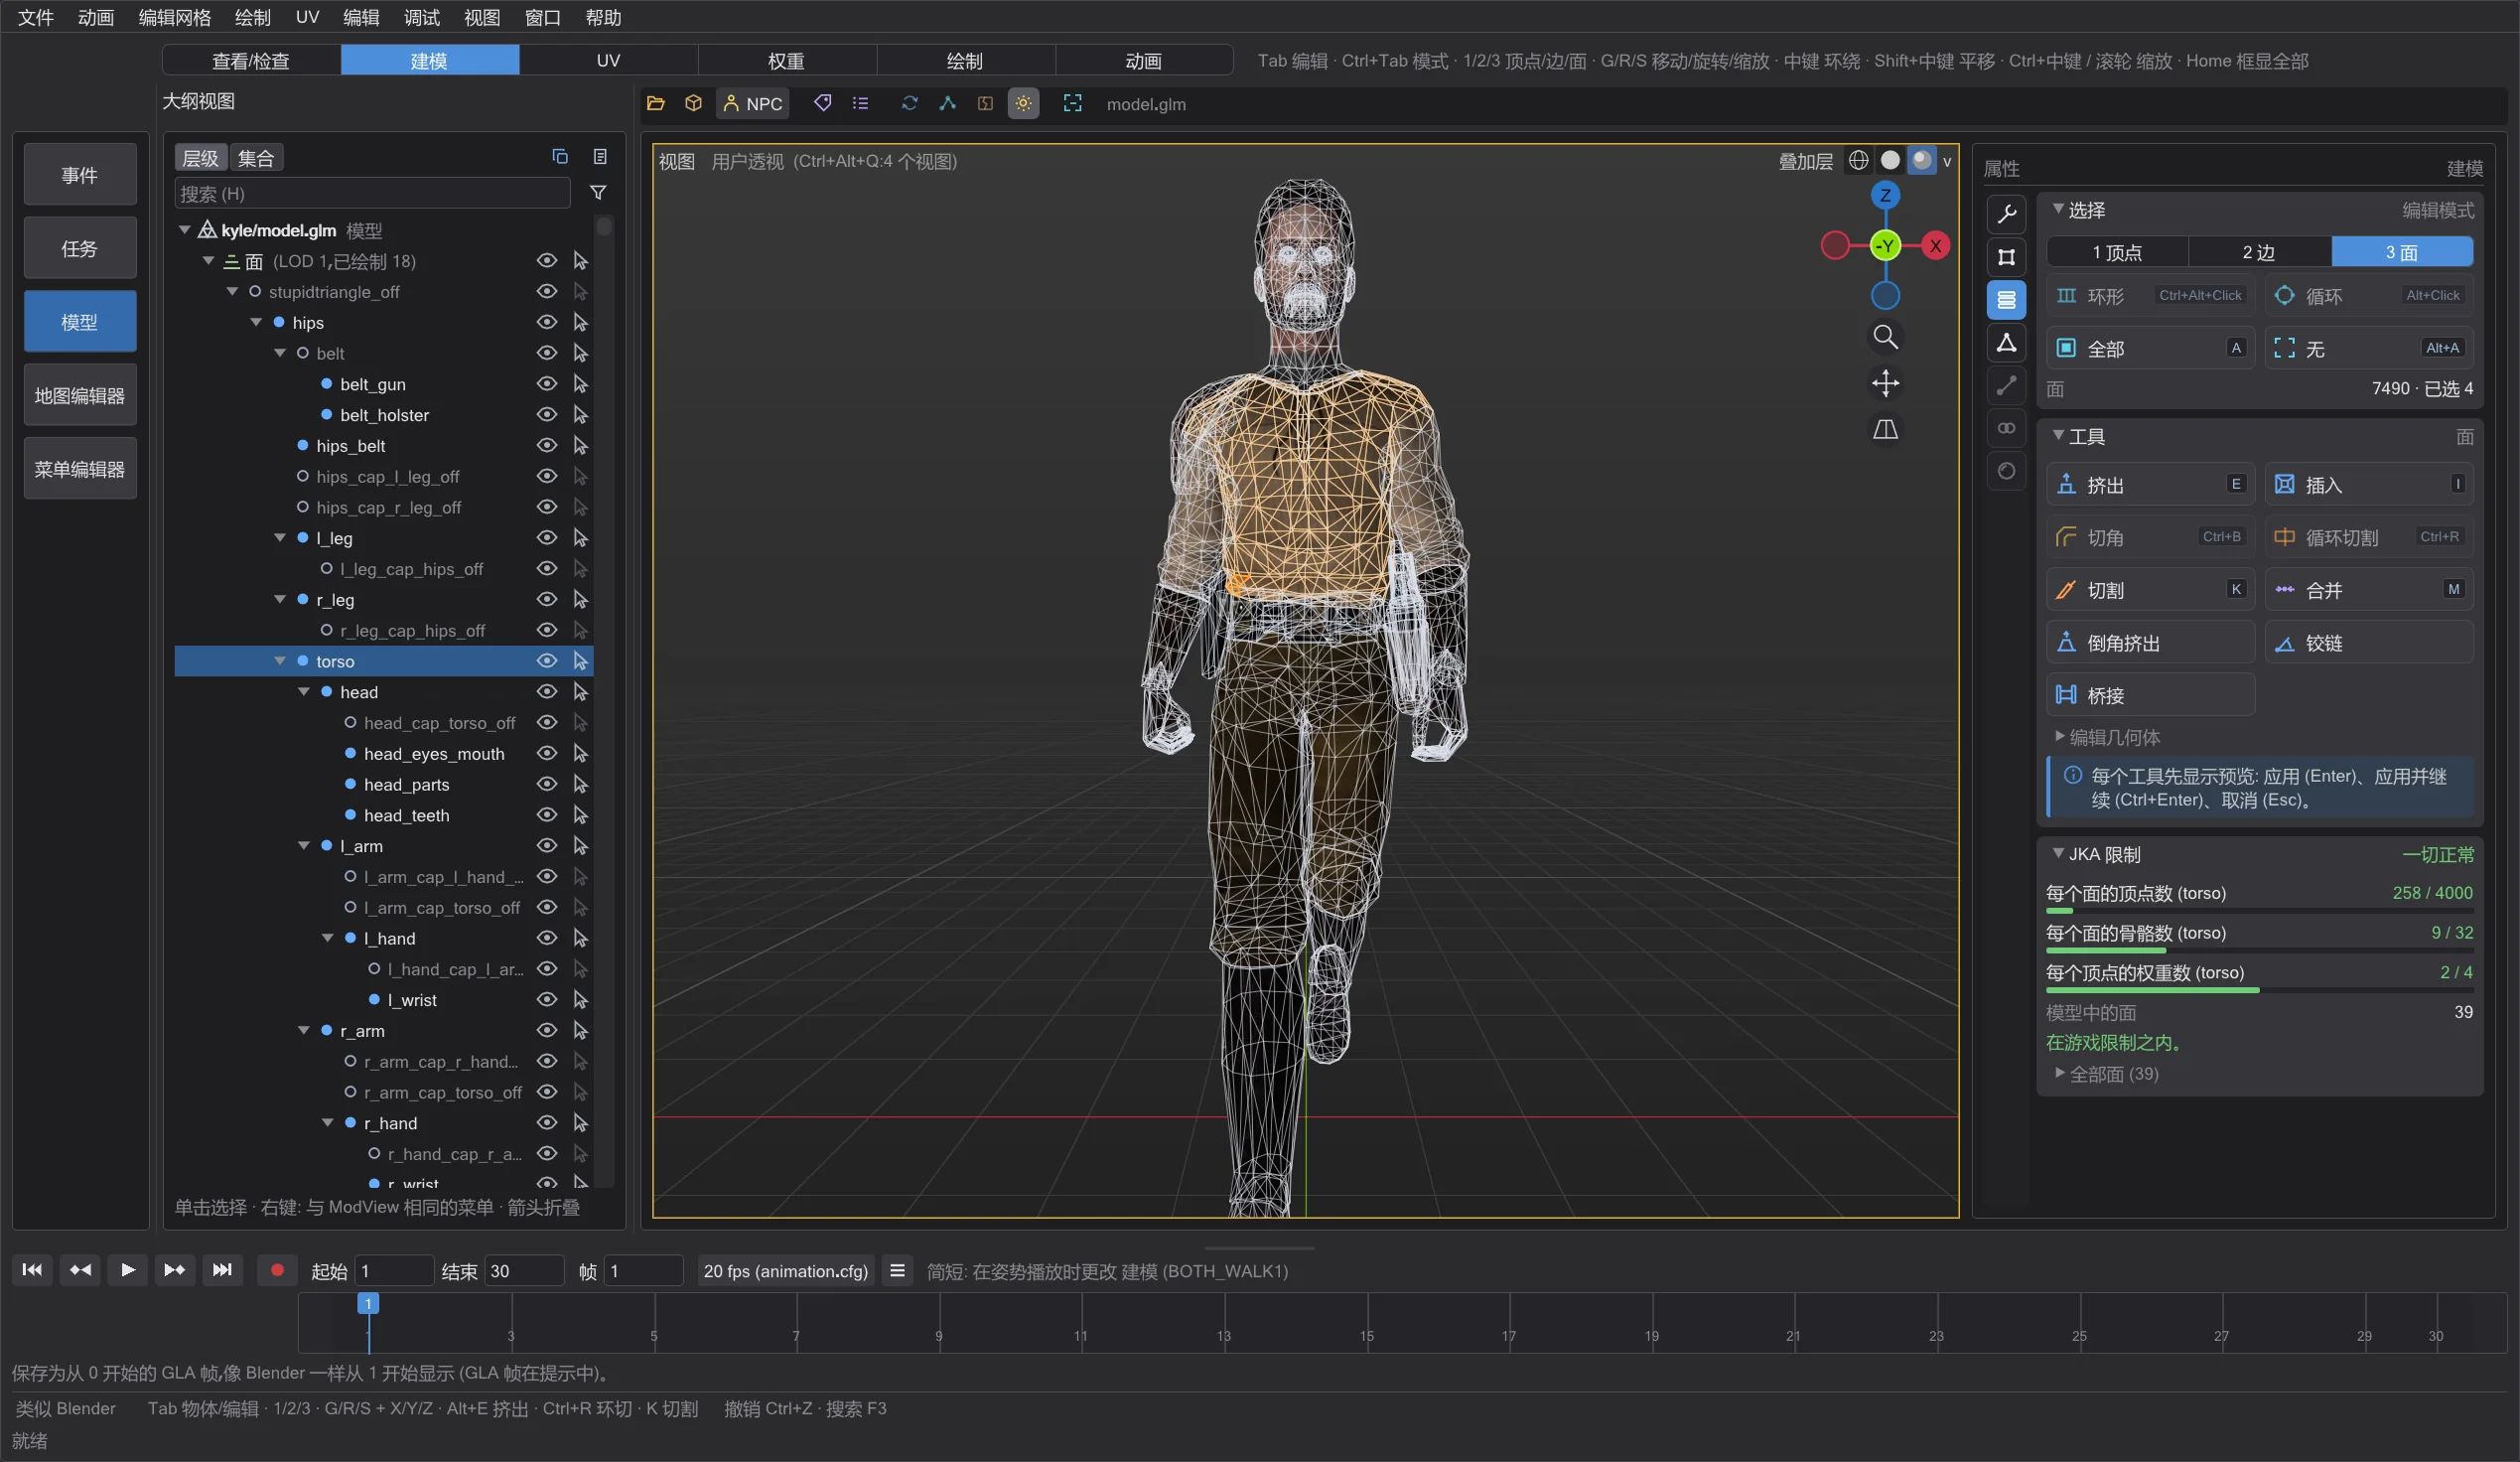 文件 动画 编辑网格 绘制 UV 编辑 调试 视图 窗口 帮助
查看/检查 建模 UV 权重 绘制 动画 Tab 编辑 · Ctrl+Tab 模式 · 1/2/3 顶点/边/面 · G/R/S 移动/旋转/缩放 · 中键 环绕 · Shift+中键 平移 · Ctrl+中键 / 滚轮 缩放 · Home 框显全部
大纲视图
NPC model.glm
事件
任务
模型
地图编辑器
菜单编辑器
层级 集合
搜索 (H)
kyle/model.glm 模型
面 (LOD 1,已绘制 18)
stupidtriangle_off
hips
belt
belt_gun
belt_holster
hips_belt
hips_cap_l_leg_off
hips_cap_r_leg_off
l_leg
l_leg_cap_hips_off
r_leg
r_leg_cap_hips_off
torso
head
head_cap_torso_off
head_eyes_mouth
head_parts
head_teeth
l_arm
l_arm_cap_l_hand_...
l_arm_cap_torso_off
l_hand
l_hand_cap_l_ar...
l_wrist
r_arm
r_arm_cap_r_hand...
r_arm_cap_torso_off
r_hand
r_hand_cap_r_a...
r_wrist
单击选择 · 右键: 与 ModView 相同的菜单 · 箭头折叠
视图 用户透视 (Ctrl+Alt+Q:4 个视图)
叠加层 v
Z
-Y X
属性 建模
选择 编辑模式
1 顶点 2 边 3 面
环形 Ctrl+Alt+Click 循环 Alt+Click
全部 A 无 Alt+A
面 7490 · 已选 4
工具 面
挤出 E 插入 I
切角 Ctrl+B 循环切割 Ctrl+R
切割 K 合并 M
倒角挤出 铰链
桥接
编辑几何体
每个工具先显示预览: 应用 (Enter)、应用并继
续 (Ctrl+Enter)、取消 (Esc)。
JKA 限制 一切正常
每个面的顶点数 (torso) 258 / 4000
每个面的骨骼数 (torso) 9 / 32
每个顶点的权重数 (torso) 2 / 4
模型中的面 39
在游戏限制之内。
全部面 (39)
起始 1 结束 30 帧 1 20 fps (animation.cfg) 简短: 在姿势播放时更改 建模 (BOTH_WALK1)
1
1 3 5 7 9 11 13 15 17 19 21 23 25 27 29 30
保存为从 0 开始的 GLA 帧,像 Blender 一样从 1 开始显示 (GLA 帧在提示中)。
类似 Blender Tab 物体/编辑 · 1/2/3 · G/R/S + X/Y/Z · Alt+E 挤出 · Ctrl+R 环切 · K 切割 撤销 Ctrl+Z · 搜索 F3
就绪